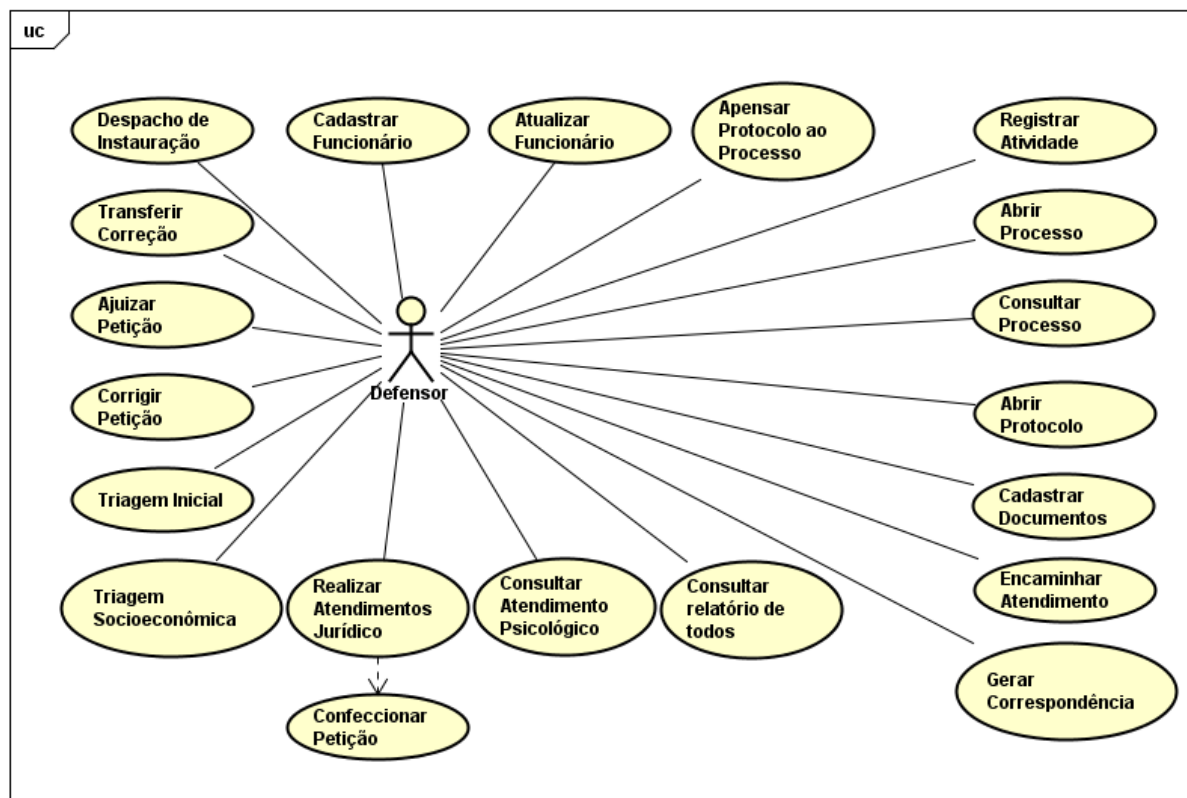 uc
Despacho de
Instauração
Cadastrar
Funcionário
Atualizar
Funcionário
Apensar
Protocolo ao
Processo
Registrar
Atividade
Transferir
Correção
Abrir
Processo
Ajuizar
Petição
Consultar
Processo
Defensor
Corrigir
Petição
Abrir
Protocolo
Triagem Inicial
Cadastrar
Documentos
Triagem
Socioeconômica
Realizar
Atendimentos
Jurídico
Consultar
Atendimento
Psicológico
Consultar
relatório de
todos
Encaminhar
Atendimento
Gerar
Correspondência
Confeccionar
Petição